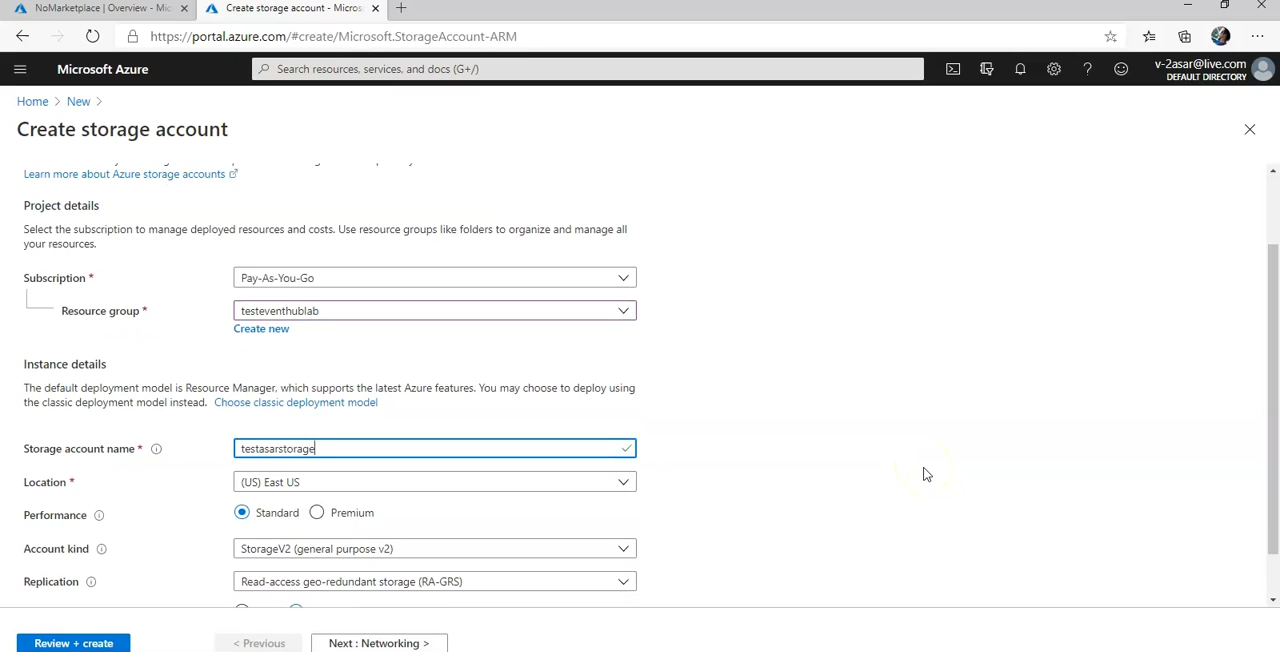 NoMarketplace | Overview - Mic
Create storage account - Micros
https://portal.azure.com/#create/Microsoft.StorageAccount-ARM
Microsoft Azure
Search resources, services, and docs (G+/)
v-2asar@live.com
DEFAULT DIRECTORY
Home > New >
Create storage account
Learn more about Azure storage accounts
Project details
Select the subscription to manage deployed resources and costs. Use resource groups like folders to organize and manage all
your resources.
Subscription *
Pay-As-You-Go
Resource group *
testeventhublab
Create new
Instance details
The default deployment model is Resource Manager, which supports the latest Azure features. You may choose to deploy using
the classic deployment model instead. Choose classic deployment model
Storage account name *
testasarstorage
Location *
(US) East US
Performance
Standard
Premium
Account kind
StorageV2 (general purpose v2)
Replication
Read-access geo-redundant storage (RA-GRS)
Review + create
< Previous
Next : Networking >